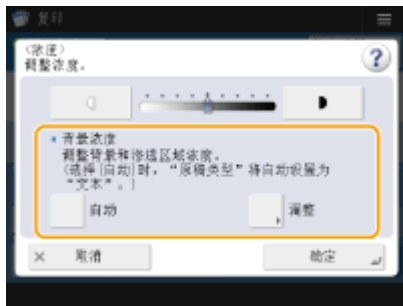 复印
<浓度>
调整浓度。
背景浓度
调整背景和渗透区域浓度。
(选择[自动]时，“原稿类型”将自动设置为
“文本”。)
自动
调整
取消
确定